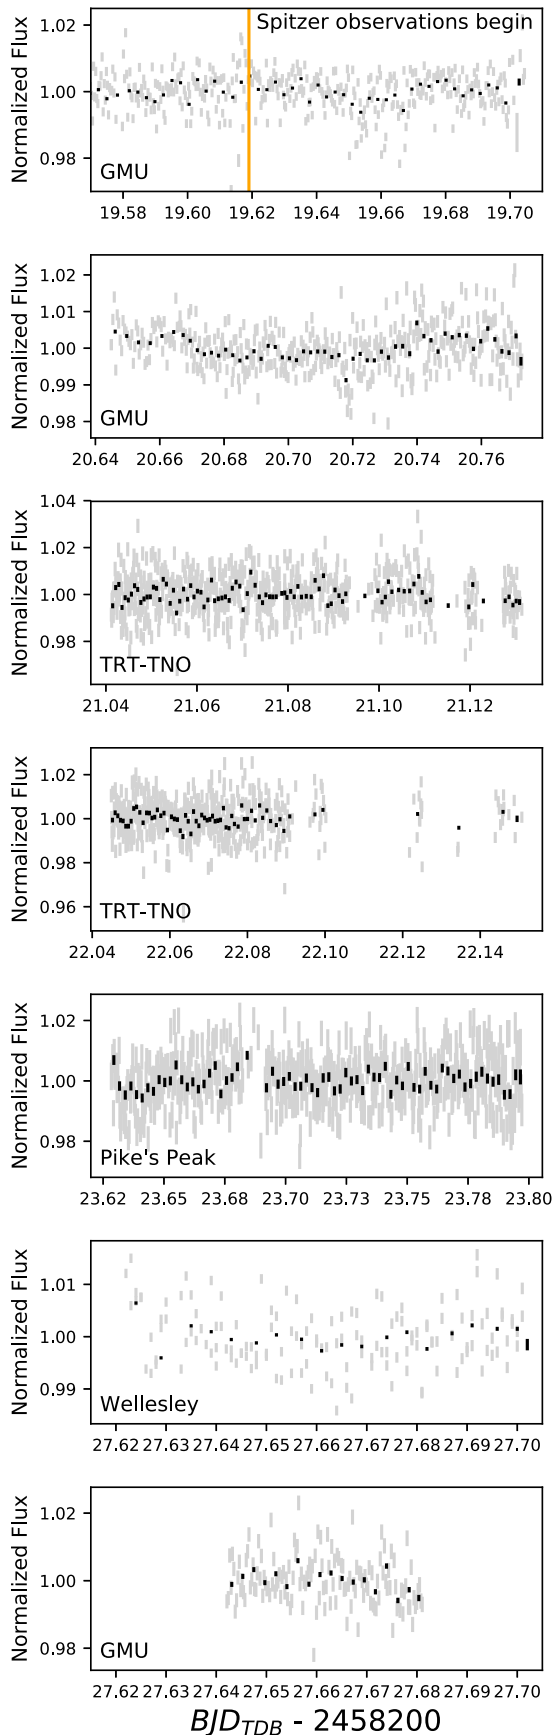 Spitzer observations begin
Normalized Flux
1.02
1.00
0.98
GMU
19.58 19.60 19.62 19.64 19.66 19.68 19.70
Normalized Flux
1.02
1.01
1.00
0.99
0.98
GMU
20.64 20.66 20.68 20.70 20.72 20.74 20.76
Normalized Flux
1.04
1.02
1.00
0.98
TRT-TNO
21.04 21.06 21.08 21.10 21.12
Normalized Flux
1.02
1.00
0.98
0.96
TRT-TNO
22.04 22.06 22.08 22.10 22.12 22.14
Normalized Flux
1.02
1.00
0.98
Pike's Peak
23.62 23.65 23.68 23.70 23.73 23.75 23.78 23.80
Normalized Flux
1.01
1.00
0.99
Wellesley
27.62 27.63 27.64 27.65 27.66 27.67 27.68 27.69 27.70
Normalized Flux
1.02
1.00
0.98
GMU
27.62 27.63 27.64 27.65 27.66 27.67 27.68 27.69 27.70
BJD_TDB - 2458200